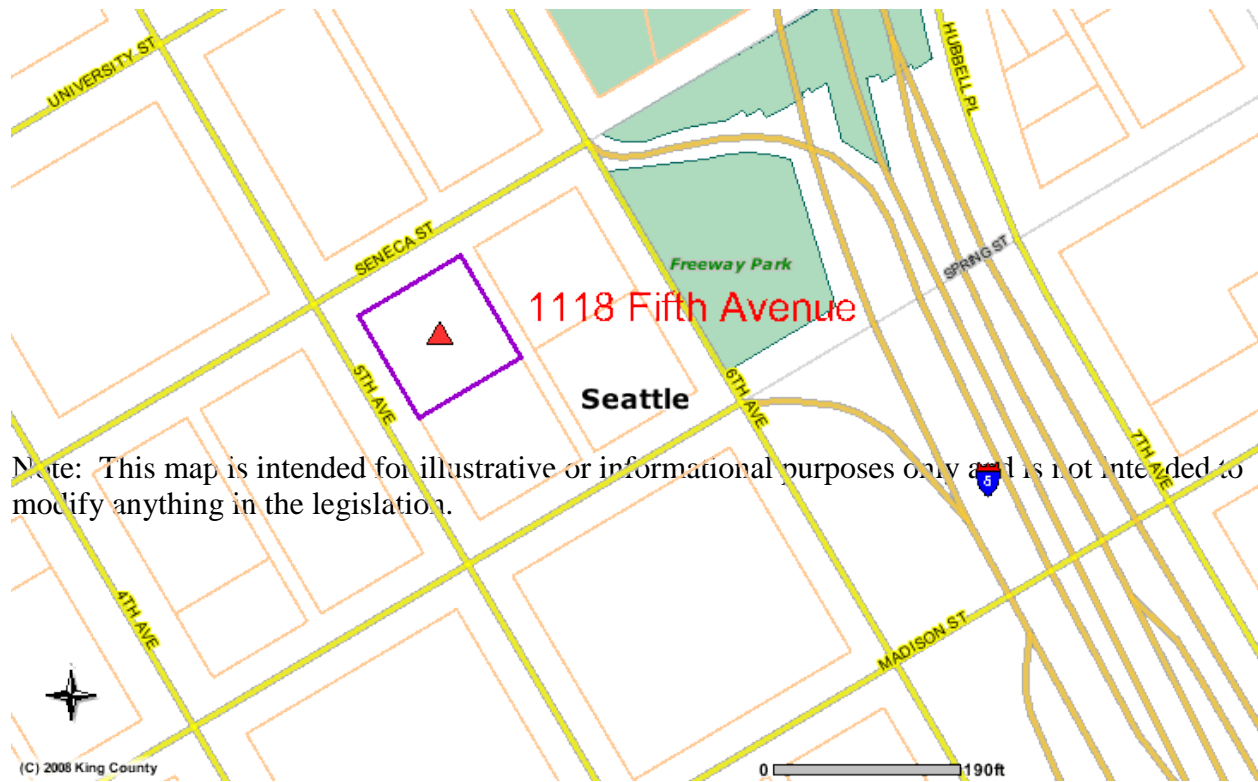 UNIVERSITY ST
HUBBELL PL
SENECA ST
SPRING ST
Freeway Park
1118 Fifth Avenue
5TH AVE
6TH AVE
Seattle
7TH AVE
Note: This map is intended for illustrative or informational purposes only and is not intended to
modify anything in the legislation.
5
4TH AVE
MADISON ST
(C) 2008 King County
0 190ft